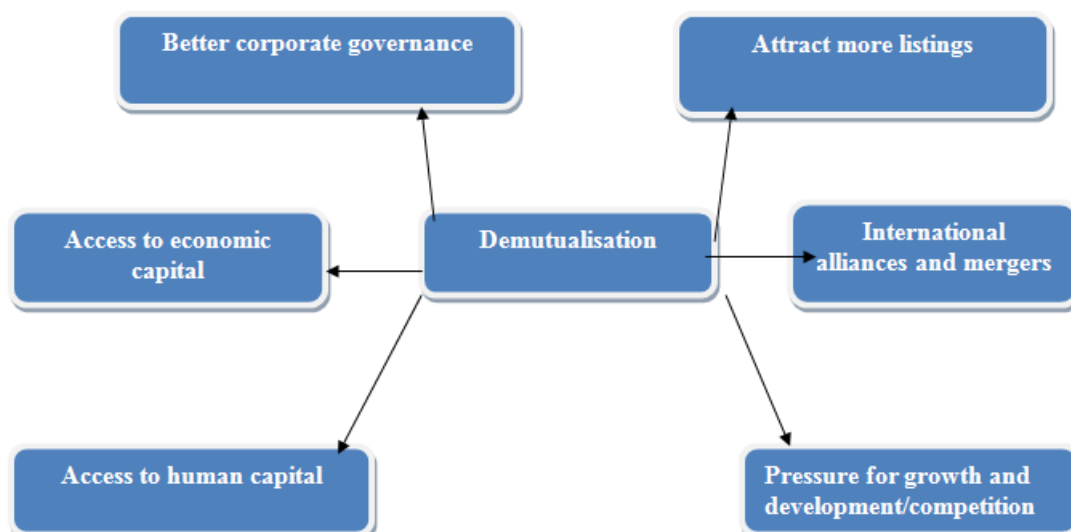 Better corporate governance
Attract more listings
Access to economic
capital
Demutualisation
International
alliances and mergers
Access to human capital
Pressure for growth and
development/competition